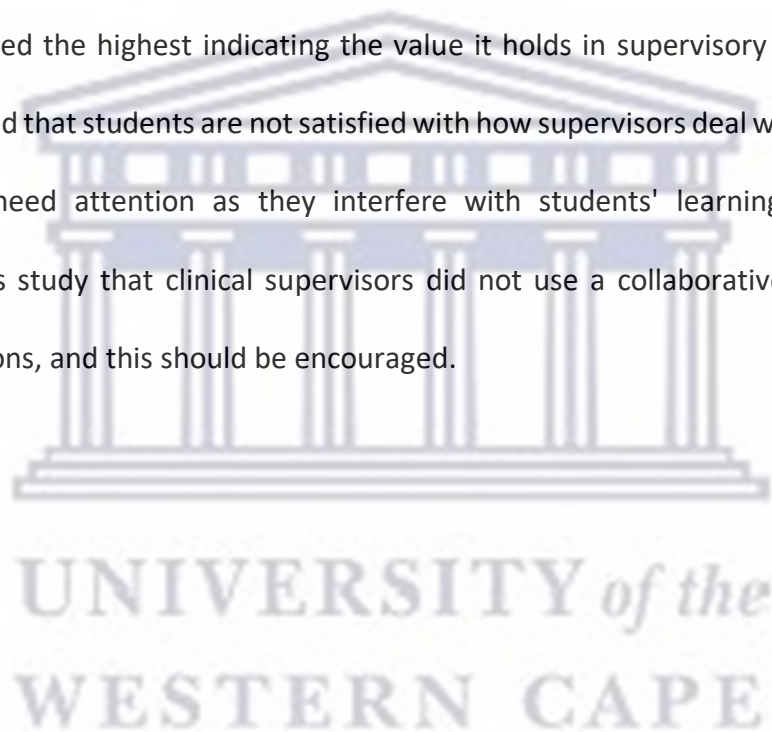 ed the highest indicating the value it holds in supervisory
d that students are not satisfied with how supervisors deal w
need attention as they interfere with students' learning
s study that clinical supervisors did not use a collaborative
ons, and this should be encouraged.
UNIVERSITY of the
WESTERN CAPE